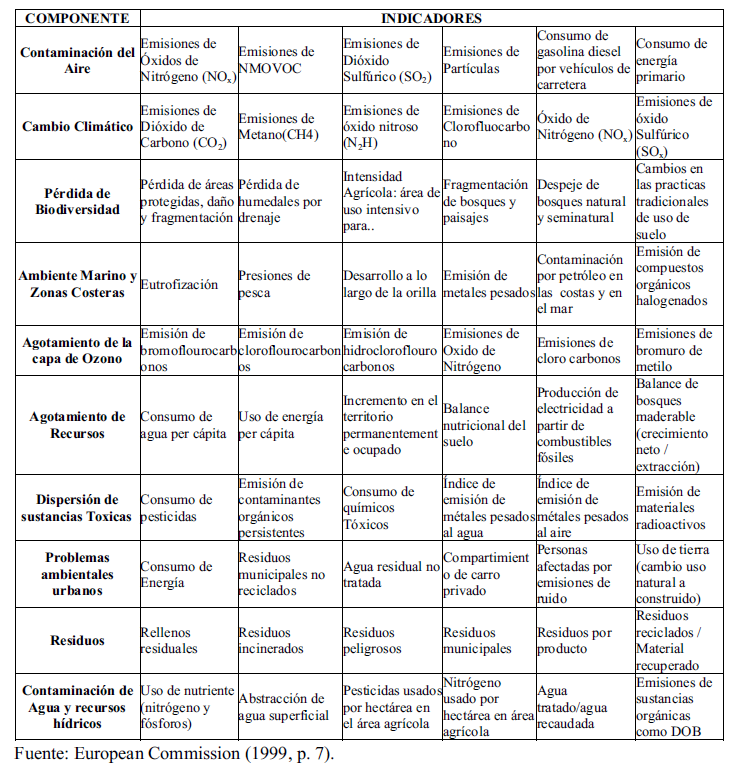 COMPONENTE INDICADORES
Contaminación del Aire
Emisiones de Óxidos de Nitrógeno (NOx)
Emisiones de NMOVOC
Emisiones de Dióxido Sulfúrico (SO2)
Emisiones de Partículas
Consumo de gasolina diesel por vehículos de carretera
Consumo de energía primario
Cambio Climático
Emisiones de Dióxido de Carbono (CO2)
Emisiones de Metano(CH4)
Emisiones de óxido nitroso (N2H)
Emisiones de Clorofluocarbono
Óxido de Nitrógeno (NOx)
Emisiones de óxido Sulfúrico (SOx)
Pérdida de Biodiversidad
Pérdida de áreas protegidas, daño y fragmentación
Pérdida de humedales por drenaje
Intensidad Agrícola: área de uso intensivo para..
Fragmentación de bosques y paisajes
Despeje de bosques natural y seminatural
Cambios en las practicas tradicionales de uso de suelo
Ambiente Marino y Zonas Costeras
Eutrofización
Presiones de pesca
Desarrollo a lo largo de la orilla
Emisión de metales pesados
Contaminación por petróleo en las costas y en el mar
Emisión de compuestos orgánicos halogenados
Agotamiento de la capa de Ozono
Emisión de bromoflourocarbonos
Emisión de cloroflourocarbonos
Emisión de hidrocloroflourocarbonos
Emisiones de Oxido de Nitrógeno
Emisiones de cloro carbonos
Emisiones de bromuro de metilo
Agotamiento de Recursos
Consumo de agua per cápita
Uso de energía per cápita
Incremento en el territorio permanentemente ocupado
Balance nutricional del suelo
Producción de electricidad a partir de combustibles fósiles
Balance de bosques maderable (crecimiento neto / extracción)
Dispersión de sustancias Toxicas
Consumo de pesticidas
Emisión de contaminantes orgánicos persistentes
Consumo de químicos Tóxicos
Índice de emisión de métales pesados al agua
Índice de emisión de métales pesados al aire
Emisión de materiales radioactivos
Problemas ambientales urbanos
Consumo de Energía
Residuos municipales no reciclados
Agua residual no tratada
Compartimiento de carro privado
Personas afectadas por emisiones de ruido
Uso de tierra (cambio uso natural a construido)
Residuos
Rellenos residuales
Residuos incinerados
Residuos peligrosos
Residuos municipales
Residuos por producto
Residuos reciclados / Material recuperado
Contaminación de Agua y recursos hídricos
Uso de nutriente (nitrógeno y fósforos)
Abstracción de agua superficial
Pesticidas usados por hectárea en el área agrícola
Nitrógeno usado por hectárea en área agrícola
Agua tratado/agua recaudada
Emisiones de sustancias orgánicas como DOB
Fuente: European Commission (1999, p. 7).